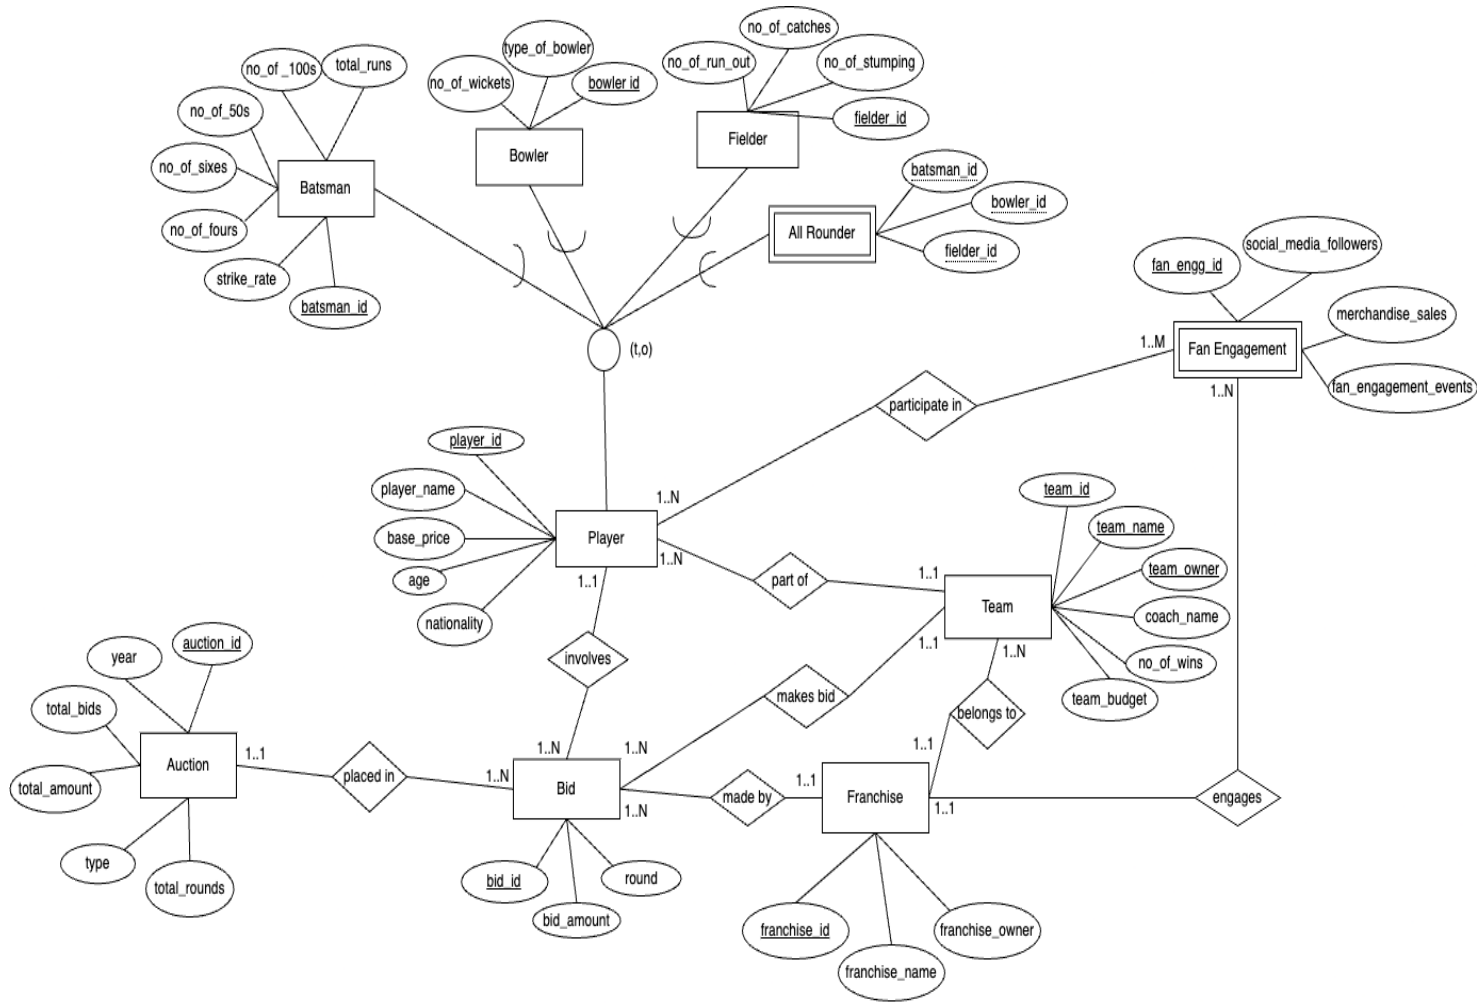 no_of_catches
type_of_bowler
no_of_run_out
no_of_stumping
no_of _100s
total_runs
no_of_wickets
bowler id
no_of_50s
fielder_id
Bowler
Fielder
no_of_sixes
Batsman
batsman_id
bowler_id
no_of_fours
All Rounder
fielder_id
strike_rate
batsman_id
social_media_followers
fan_engg_id
merchandise_sales
(t,o)
1..M
Fan Engagement
fan_engagement_events
1..N
participate in
player_id
player_name
1..N
team_id
base_price
Player
team_name
1..N
age
1..1
part of
1..1
team_owner
Team
coach_name
nationality
1..1
1..N
auction_id
year
involves
no_of_wins
makes bid
team_budget
total_bids
belongs to
1..N
1..N
1..1
Auction
1..1
placed in
1..N
total_amount
Bid
made by
1..1
Franchise
engages
1..N
1..1
type
total_rounds
bid_id
round
bid_amount
franchise_id
franchise_owner
franchise_name